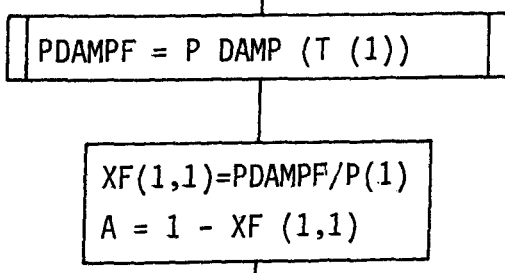 PDAMPF = P DAMP (T (1))
XF(1,1)=PDAMPF/P(1)
A = 1 - XF (1,1)